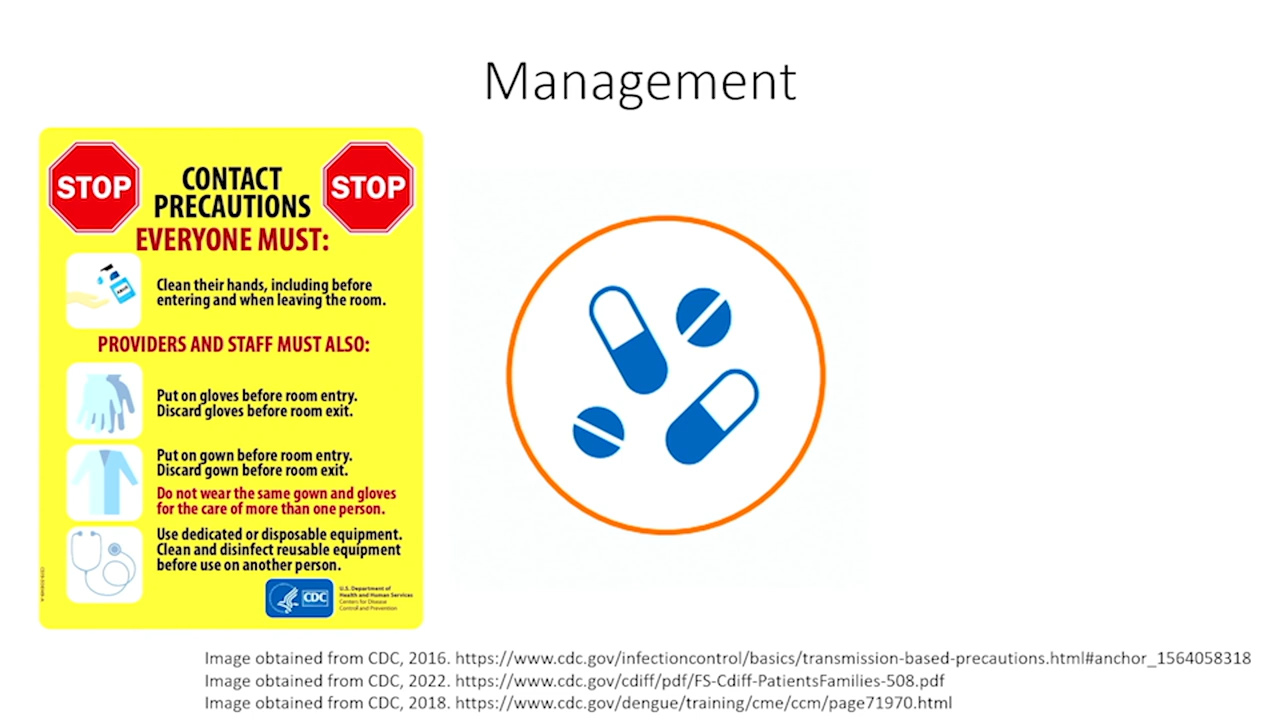 Management
STOP
CONTACT
PRECAUTIONS
STOP
EVERYONE MUST:
Clean their hands, including before
entering and when leaving the room.
PROVIDERS AND STAFF MUST ALSO:
Put on gloves before room entry.
Discard gloves before room exit.
Put on gown before room entry.
Discard gown before room exit.
Do not wear the same gown and gloves
for the care of more than one person.
Use dedicated or disposable equipment.
Clean and disinfect reusable equipment
before use on another person.
CDC
U.S. Department of
Health and Human Services
Centers for Disease
Control and Prevention
Image obtained from CDC, 2016. https://www.cdc.gov/infectioncontrol/basics/transmission-based-precautions.html#anchor_1564058318
Image obtained from CDC, 2022. https://www.cdc.gov/cdiff/pdf/FS-Cdiff-PatientsFamilies-508.pdf
Image obtained from CDC, 2018. https://www.cdc.gov/dengue/training/cme/ccm/page71970.html